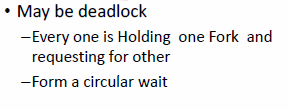 • May be deadlock
–Every one is Holding one Fork and
requesting for other
–Form a circular wait